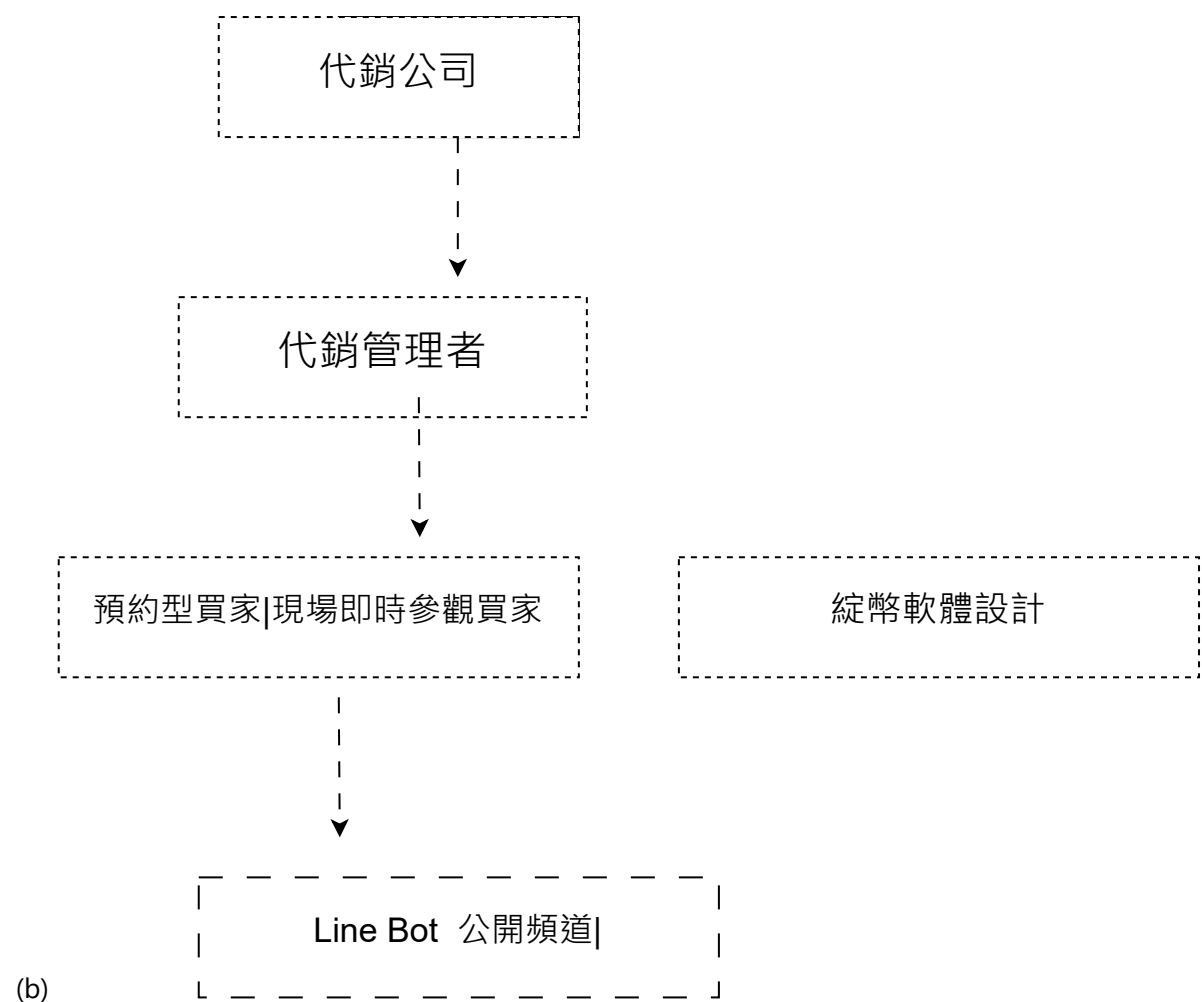 代銷公司
代銷管理者
預約型買家|現場即時參觀買家
綻幣軟體設計
Line Bot 公開頻道|
(b)